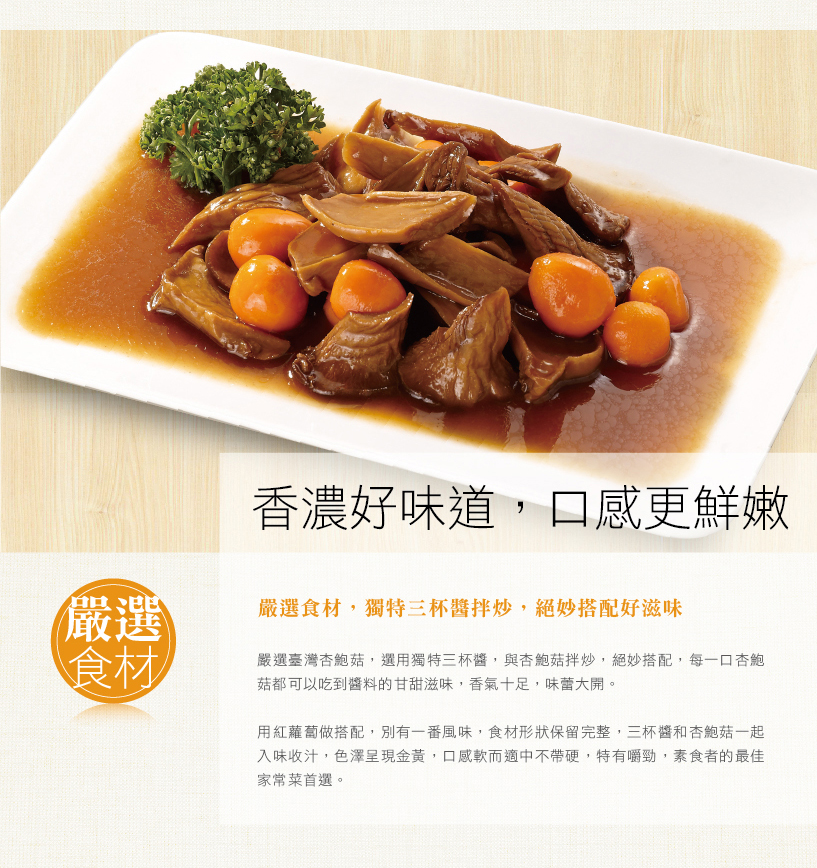 香濃好味道，口感更鮮嫩
嚴選
食材
嚴選食材，獨特三杯醬拌炒，絕妙搭配好滋味
嚴選臺灣杏鮑菇，選用獨特三杯醬，與杏鮑菇拌炒，絕妙搭配，每一口杏鮑
菇都可以吃到醬料的甘甜滋味，香氣十足，味蕾大開。
用紅蘿蔔做搭配，別有一番風味，食材形狀保留完整，三杯醬和杏鮑菇一起
入味收汁，色澤呈現金黃，口感軟而適中不帶硬，特有嚼勁，素食者的最佳
家常菜首選。